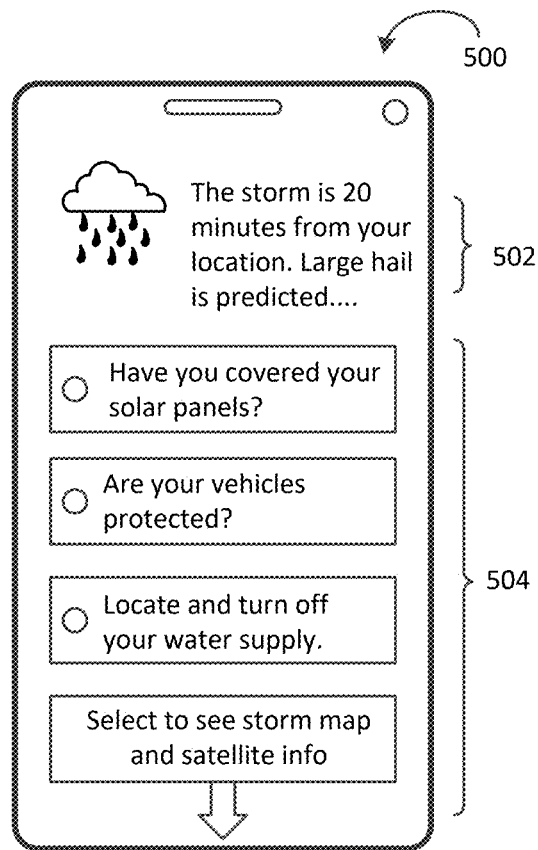 500
The storm is 20
minutes from your
location. Large hail
is predicted....
502
Have you covered your
solar panels?
Are your vehicles
protected?
504
Locate and turn off
your water supply.
Select to see storm map
and satellite info